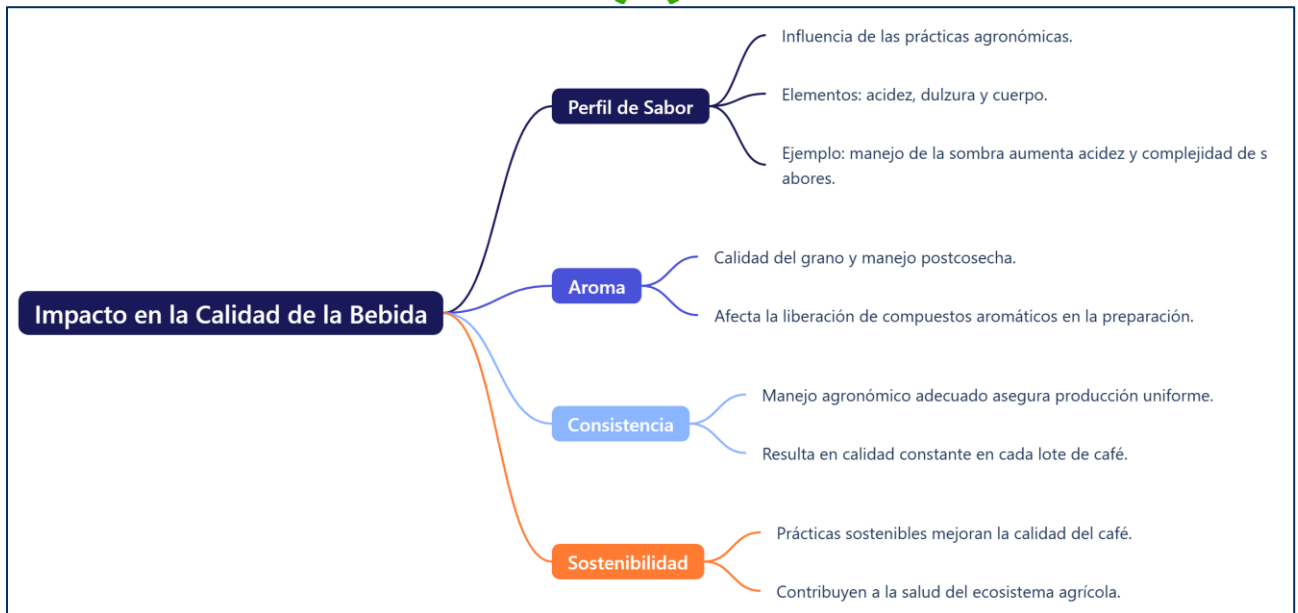 Impacto en la Calidad de la Bebida
Perfil de Sabor
Influencia de las prácticas agronómicas.
Elementos: acidez, dulzura y cuerpo.
Ejemplo: manejo de la sombra aumenta acidez y complejidad de s
abores.
Aroma
Calidad del grano y manejo postcosecha.
Afecta la liberación de compuestos aromáticos en la preparación.
Consistencia
Manejo agronómico adecuado asegura producción uniforme.
Resulta en calidad constante en cada lote de café.
Sostenibilidad
Prácticas sostenibles mejoran la calidad del café.
Contribuyen a la salud del ecosistema agrícola.